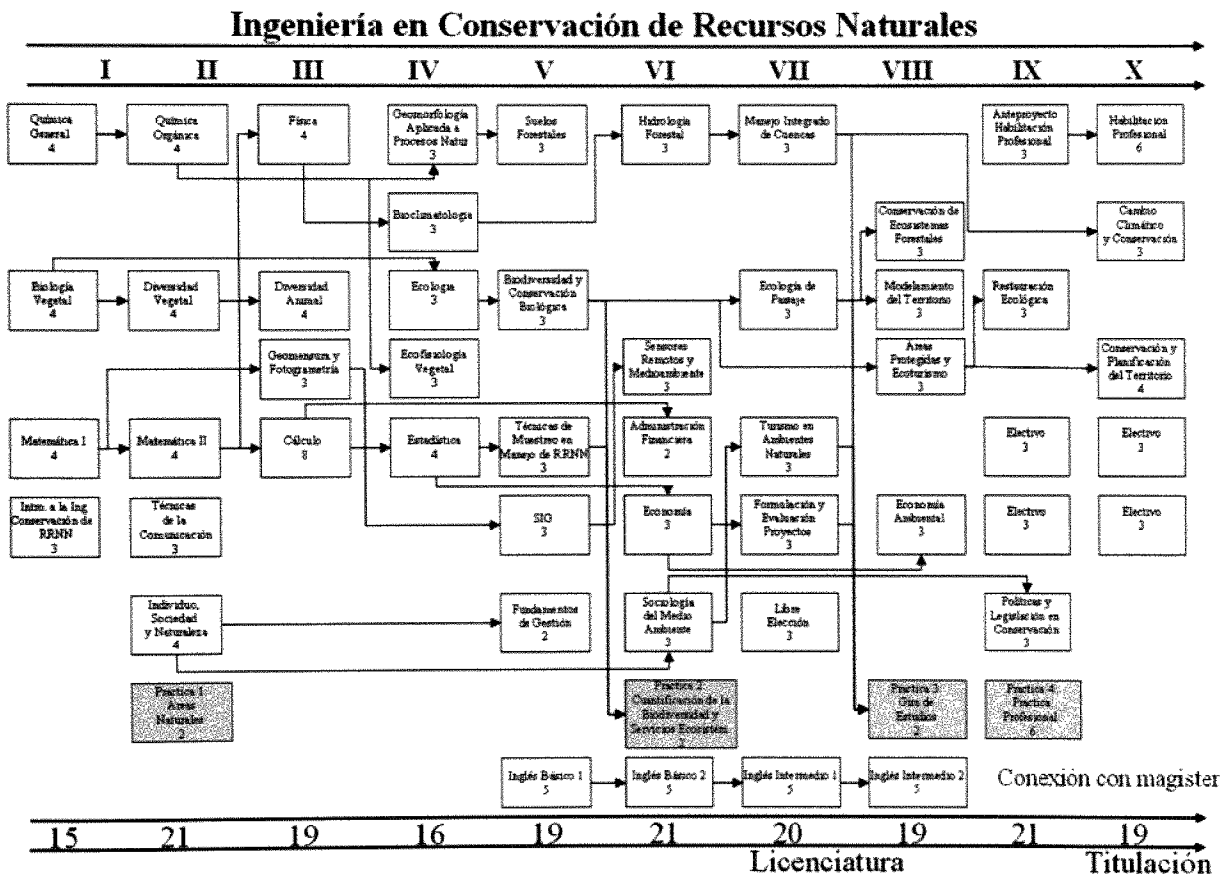 Ingeniería en Conservación de Recursos Naturales
I II III IV V VI VII VIII IX X
Química
General
4
Química
Orgánica
4
Física
4
Geomorfología
Aplicada a
Procesos Natur
3
Suelos
Forestales
3
Hidrología
Forestal
3
Manejo Integrado
de Cuencas
3
Anteproyecto
Habilitación
Profesional
3
Habilitacion
Profesional
6
Bioclimatologia
3
Conservación de
Ecosistemas
Forestales
3
Cambio
Climático
y Conservación
3
Biología
Vegetal
4
Diversidad
Vegetal
4
Diversidad
Animal
4
Ecologia
3
Biodiversidad y
Conservación
Biológica
3
Ecología de
Paisaje
3
Modelamiento
del Territorio
3
Restauración
Ecológica
3
Geomensura y
Fotogrametría
3
Ecofisiología
Vegetal
3
Sensores
Remotos y
Medioambiente
3
Areas
Protegidas y
Ecoturismo
3
Conservación y
Planificación
del Territorio
4
Matemática I
4
Matemática II
4
Cálculo
8
Estadística
4
Técnicas de
Muestreo en
Manejo de RRNN
3
Administración
Financiera
2
Turismo en
Ambientes
Naturales
3
Electivo
3
Electivo
3
Intro. a la Ing
Conservación de
RRNN
3
Técnicas
de la
Comunicación
3
SIG
3
Economía
3
Formulación y
Evaluación
Proyectos
3
Economía
Ambiental
3
Electivo
3
Electivo
3
Individuo,
Sociedad
y Naturaleza
4
Fundamentos
de Gestión
2
Sociología
del Medio
Ambiente
3
Libre
Elección
3
Políticas y
Legislación en
Conservación
3
Practica 1
Areas
Naturales
2
Practica 2
Cuantificación de la
Biodiversidad y
Servicios Ecosistém.
2
Practica 3
Gira de
Estudios
2
Practica 4
Practica
Profesional
6
Inglés Básico 1
5
Inglés Básico 2
5
Inglés Intermedio 1
5
Inglés Intermedio 2
5
Conexión con magister
15 21 19 16 19 21 20 19 21 19
Licenciatura Titulación